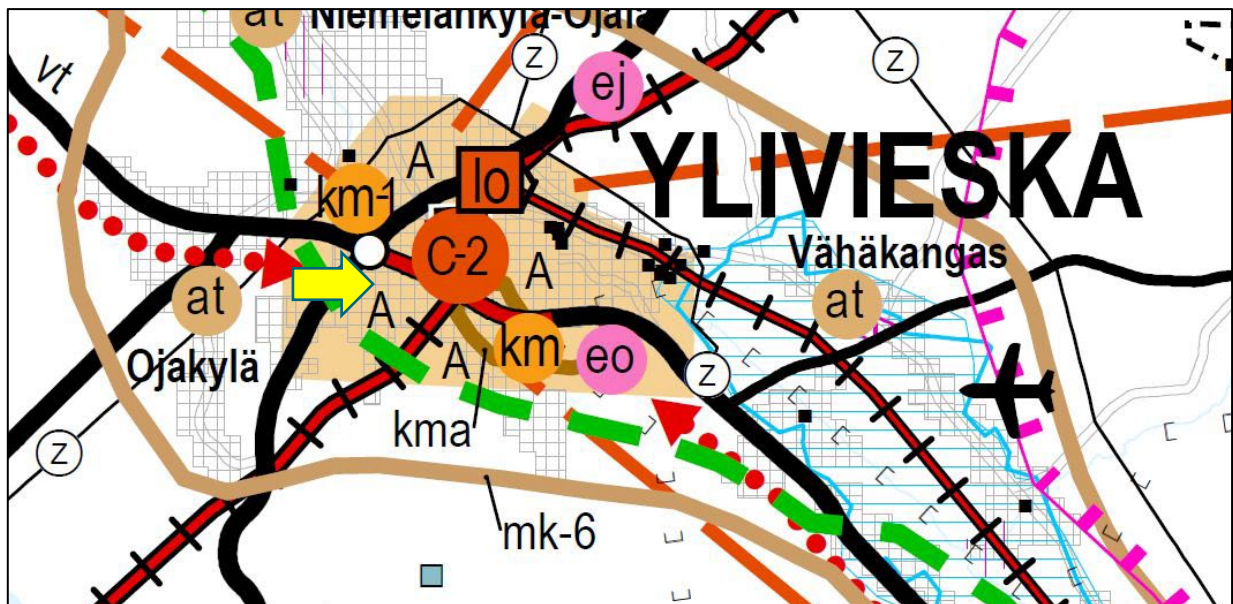 at
Niemelänkylä-Ojala
z
z
ej
vt
A
lo
YLIVIESKA
km-1
C-2
A
Vähäkangas
at
at
A
Ojakylä
km
A
eo
z
kma
z
mk-6